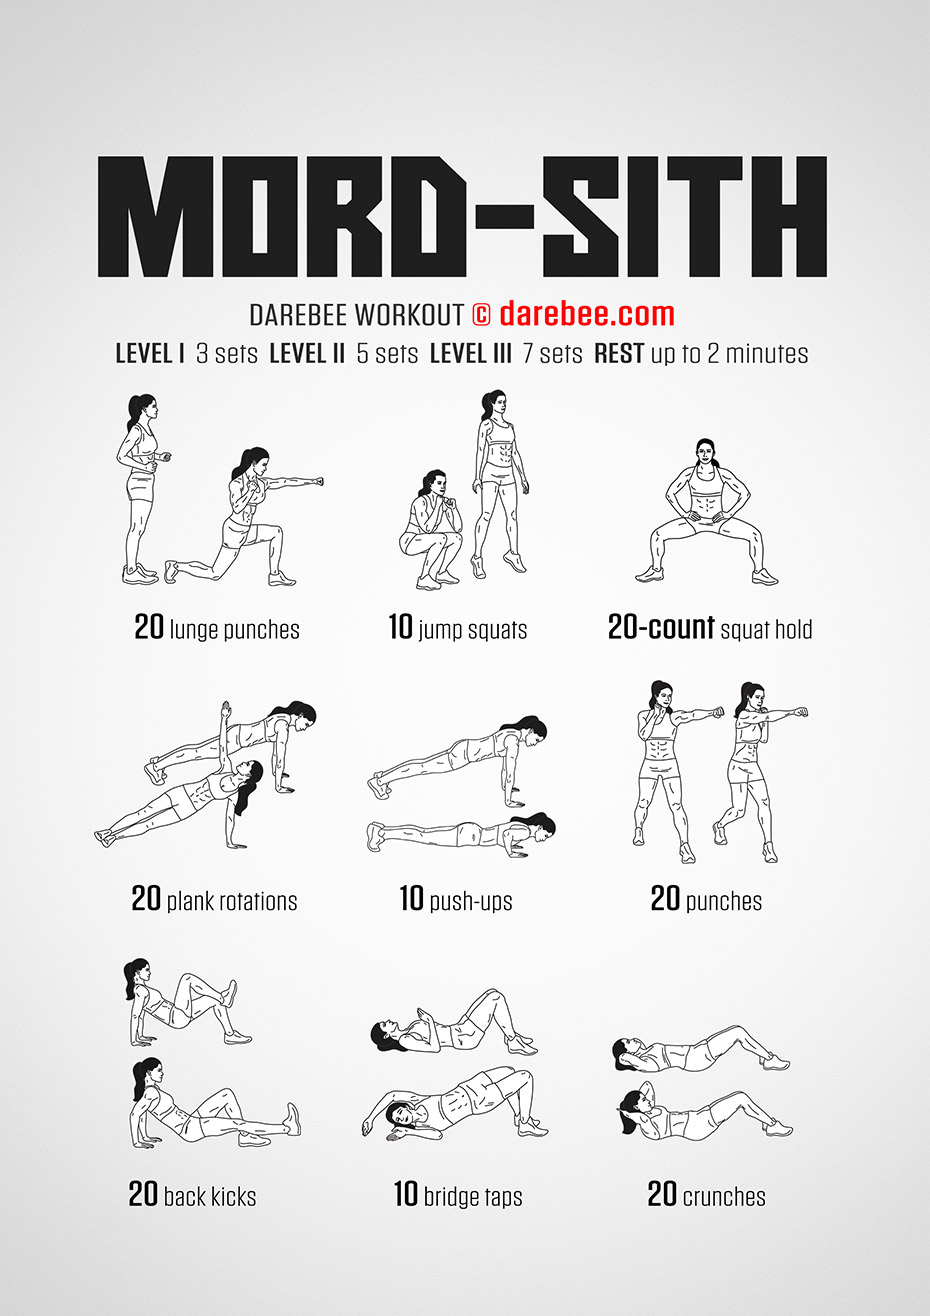 MORD-SITH
DAREBEE WORKOUT © darebee.com
LEVEL I 3 sets LEVEL II 5 sets LEVEL III 7 sets REST up to 2 minutes
20 lunge punches
10 jump squats
20-count squat hold
20 plank rotations
10 push-ups
20 punches
20 back kicks
10 bridge taps
20 crunches